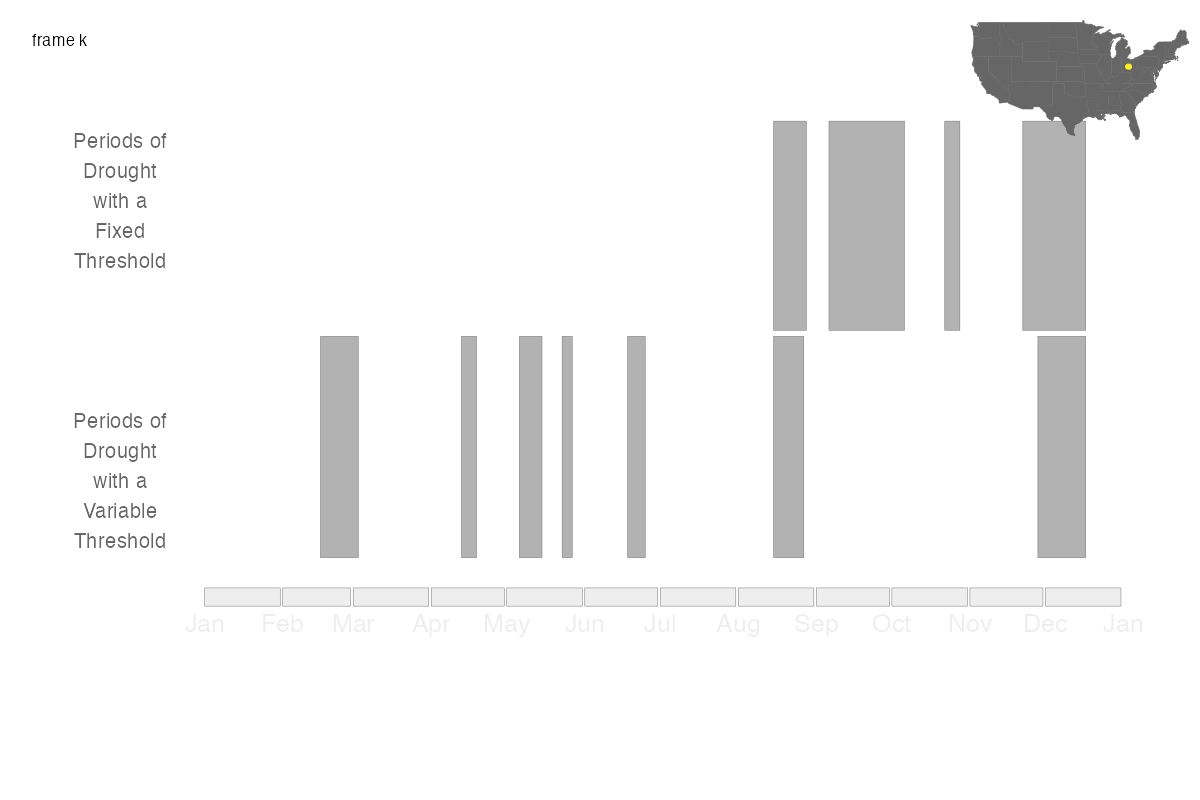 frame k
Periods of
Drought
with a
Fixed
Threshold
Periods of
Drought
with a
Variable
Threshold
Jan Feb Mar Apr May Jun Jul Aug Sep Oct Nov Dec Jan